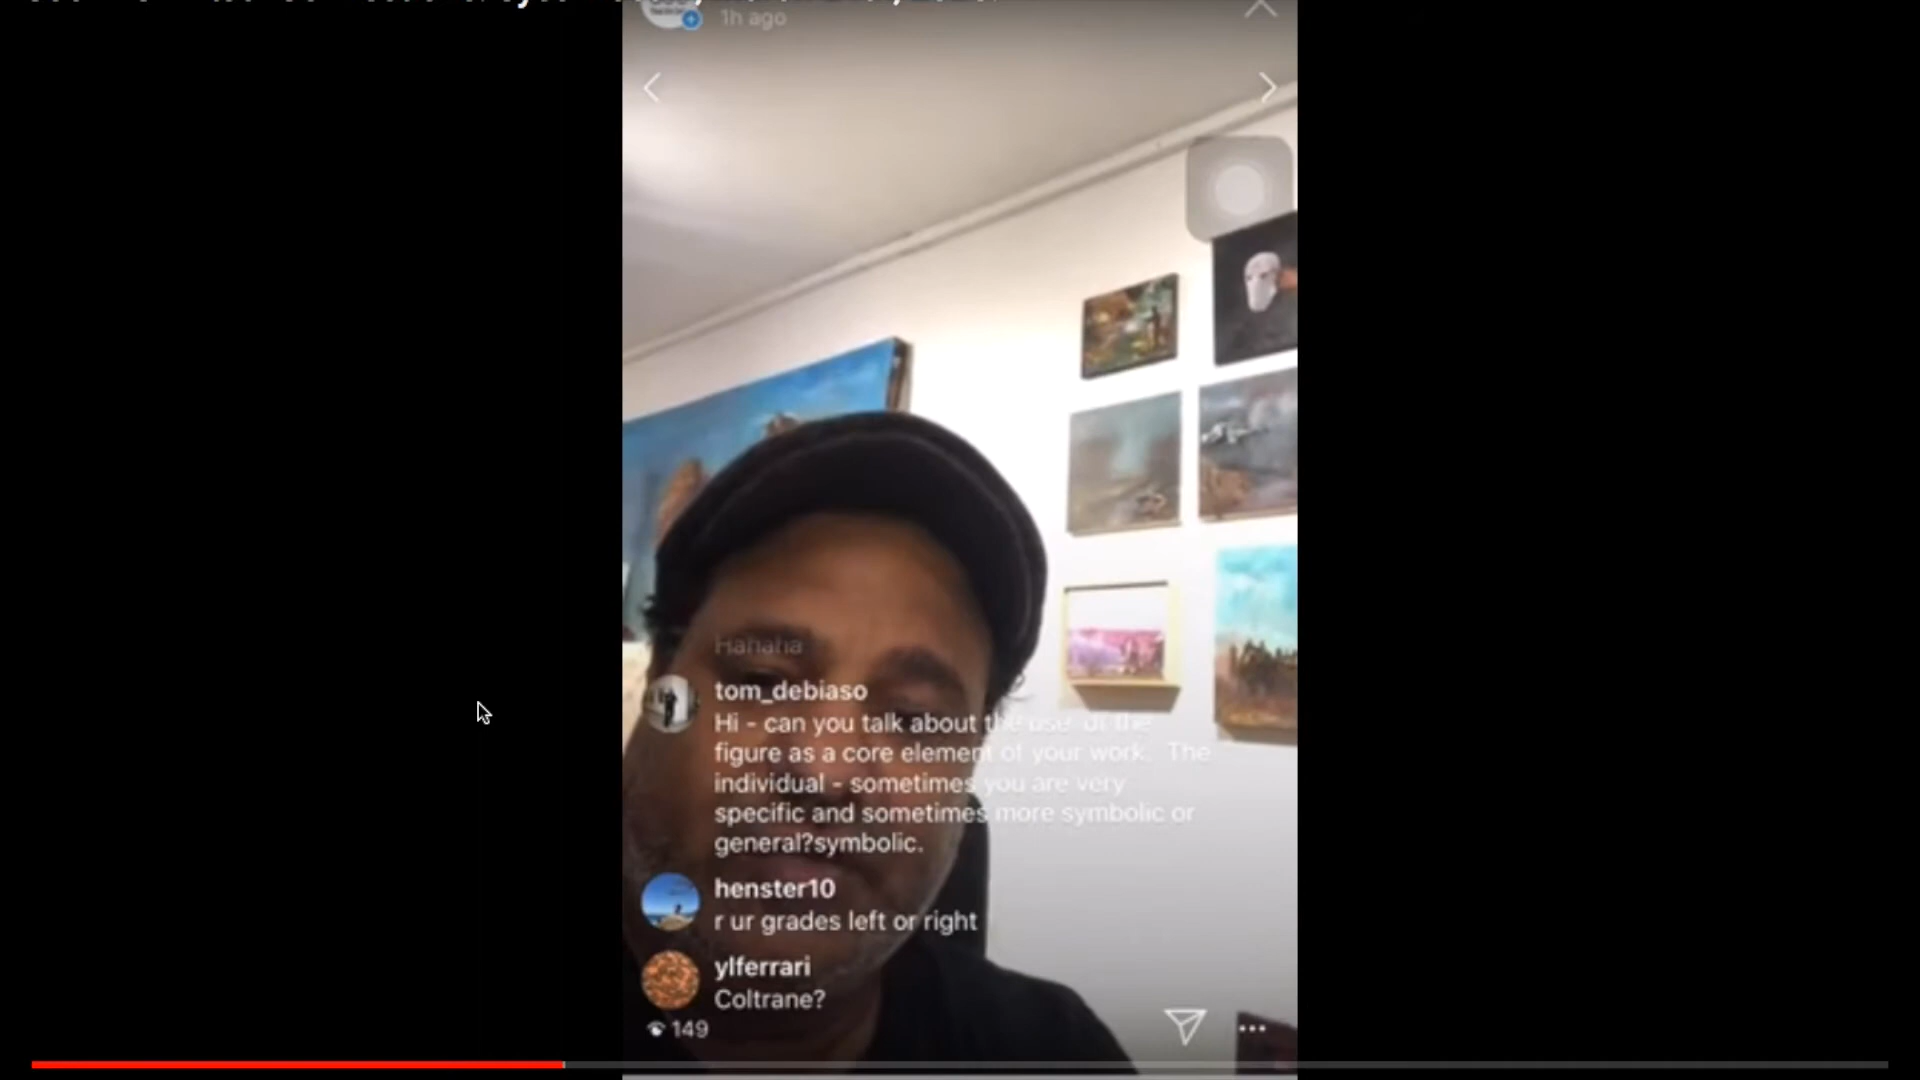 1h ago
Hahaha
tom_debiaso
Hi - can you talk about the use of the
figure as a core element of your work. The
individual - sometimes you are very
specific and sometimes more symbolic or
general?symbolic.
henster10
r ur grades left or right
ylferrari
Coltrane?
149